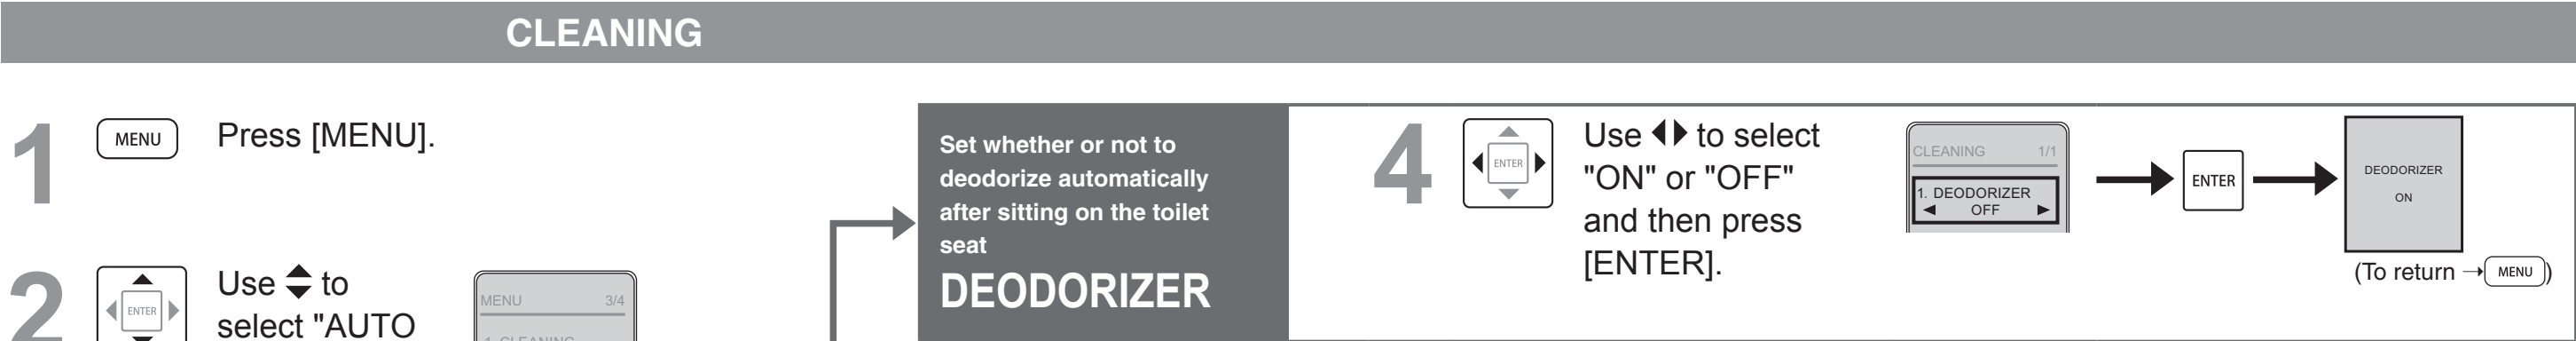 CLEANING
1
MENU
Press [MENU].
2
ENTER
Use to
select "AUTO
MENU 3/4
1. CLEANING
Set whether or not to
deodorize automatically
after sitting on the toilet
seat
DEODORIZER
4
ENTER
Use to select
"ON" or "OFF"
and then press
[ENTER].
CLEANING 1/1
1. DEODORIZER
OFF
ENTER
DEODORIZER
ON
(To return → MENU )